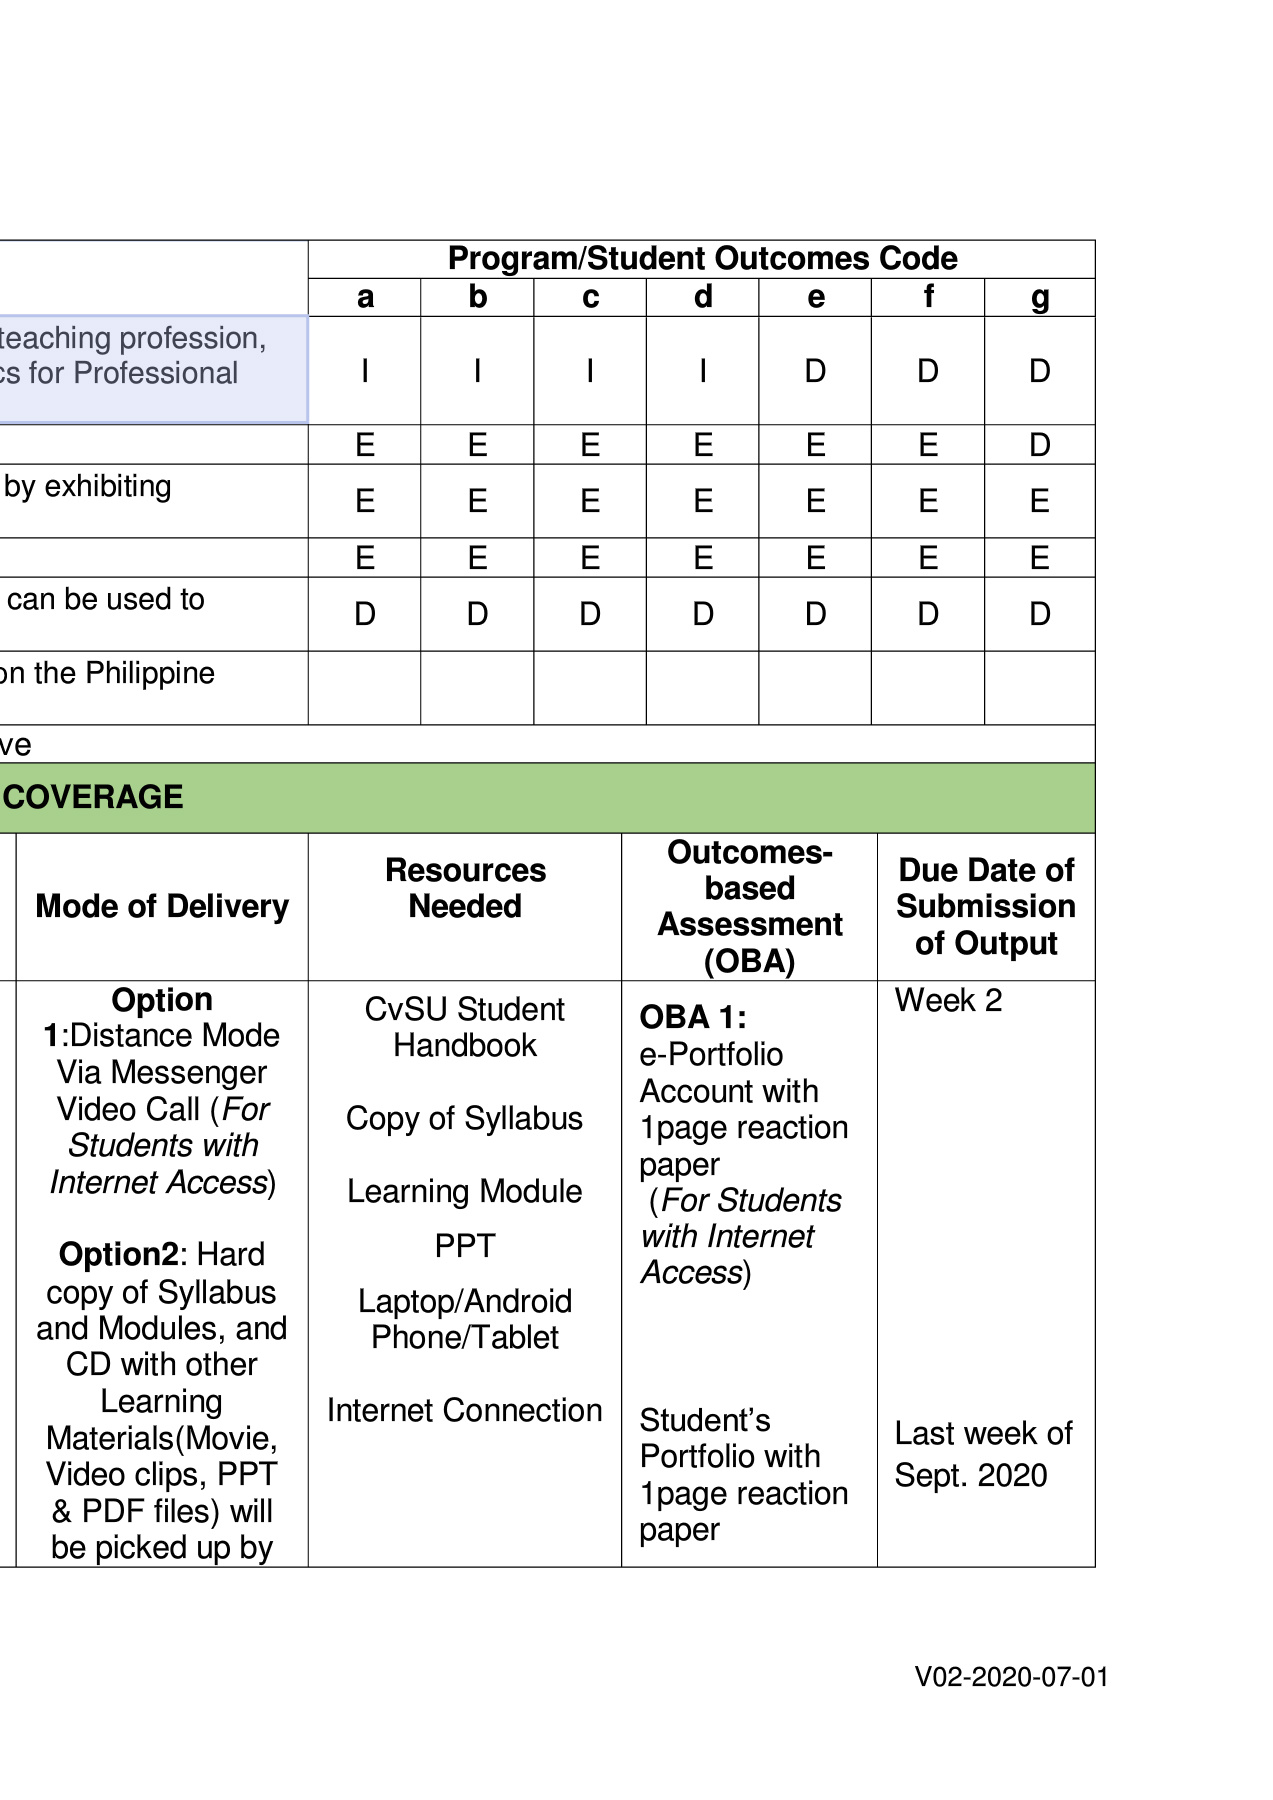 Program/Student Outcomes Code
a b c d e f g
teaching profession,
cs for Professional
I I I I D D D
E E E E E E D
by exhibiting
E E E E E E E
E E E E E E E
can be used to
D D D D D D D
on the Philippine
ve
COVERAGE
Mode of Delivery
Resources
Needed
Outcomes-
based
Assessment
(OBA)
Due Date of
Submission
of Output
Option
1:Distance Mode
Via Messenger
Video Call (For
Students with
Internet Access)
Option2: Hard
copy of Syllabus
and Modules, and
CD with other
Learning
Materials(Movie,
Video clips, PPT
& PDF files) will
be picked up by
CvSU Student
Handbook
Copy of Syllabus
Learning Module
PPT
Laptop/Android
Phone/Tablet
Internet Connection
OBA 1:
e-Portfolio
Account with
1page reaction
paper
(For Students
with Internet
Access)
Student’s
Portfolio with
1page reaction
paper
Week 2
Last week of
Sept. 2020
V02-2020-07-01